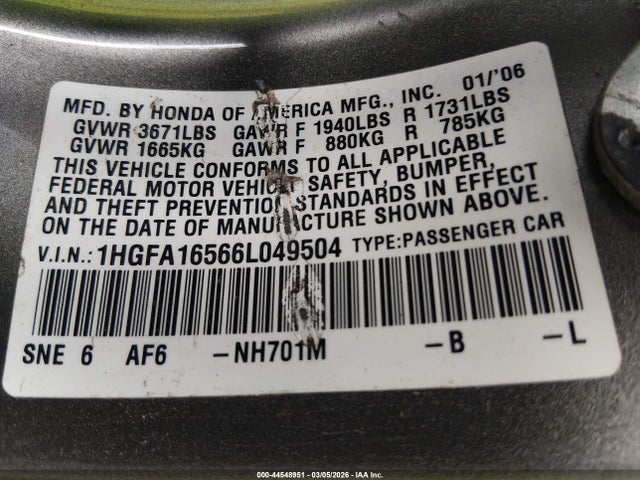 MFD. BY HONDA OF AMERICA MFG., INC. 01/'06
GVWR 3671LBS GAWR F 1940LBS R 1731LBS
GVWR 1665KG GAWR F 880KG R 785KG
THIS VEHICLE CONFORMS TO ALL APPLICABLE
FEDERAL MOTOR VEHICLE SAFETY, BUMPER,
AND THEFT PREVENTION STANDARDS IN EFFECT
ON THE DATE OF MANUFACTURE SHOWN ABOVE.
V.I.N.: 1HGFA16566L049504 TYPE:PASSENGER CAR
SNE 6 AF6 -NH701M -B -L
000-44548951 - 03/05/2026 - IAA Inc.